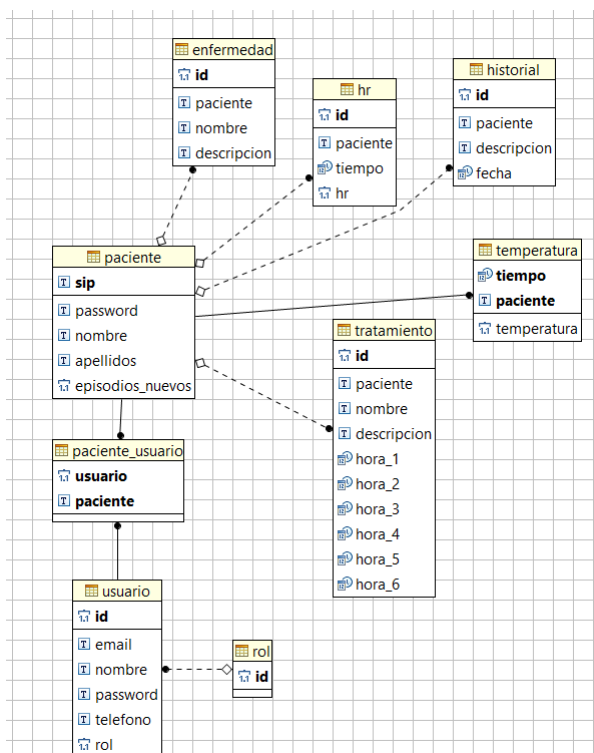 enfermedad
id
paciente
nombre
descripcion
hr
id
paciente
tiempo
hr
historial
id
paciente
descripcion
fecha
paciente
sip
password
nombre
apellidos
episodios_nuevos
temperatura
tiempo
paciente
temperatura
tratamiento
id
paciente
nombre
descripcion
hora_1
hora_2
hora_3
hora_4
hora_5
hora_6
paciente_usuario
usuario
paciente
usuario
id
email
nombre
password
telefono
rol
rol
id